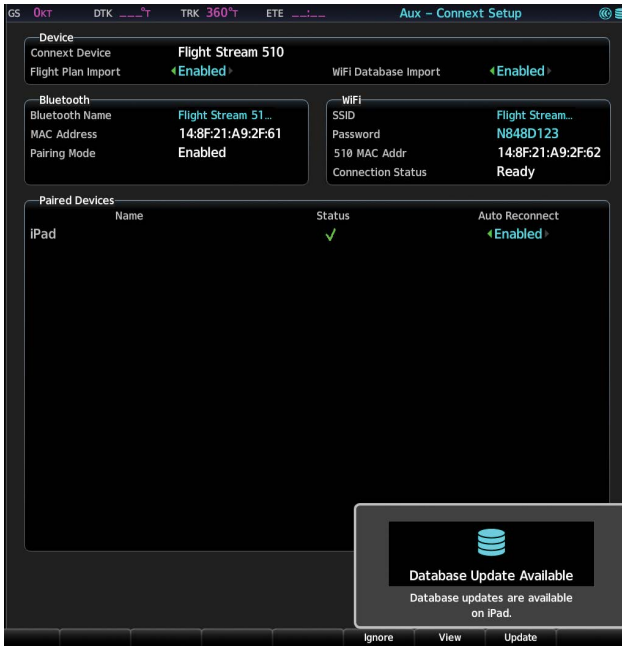 GS 0KT DTK ___°T TRK 360°T ETE __:__ Aux – Connext Setup
Device
Connext Device Flight Stream 510
Flight Plan Import Enabled WiFi Database Import Enabled
Bluetooth
Bluetooth Name Flight Stream 51...
MAC Address 14:8F:21:A9:2F:61
Pairing Mode Enabled
WiFi
SSID Flight Stream...
Password N848D123
510 MAC Addr 14:8F:21:A9:2F:62
Connection Status Ready
Paired Devices
Name Status Auto Reconnect
iPad ✓ Enabled
Database Update Available
Database updates are available
on iPad.
Ignore View Update